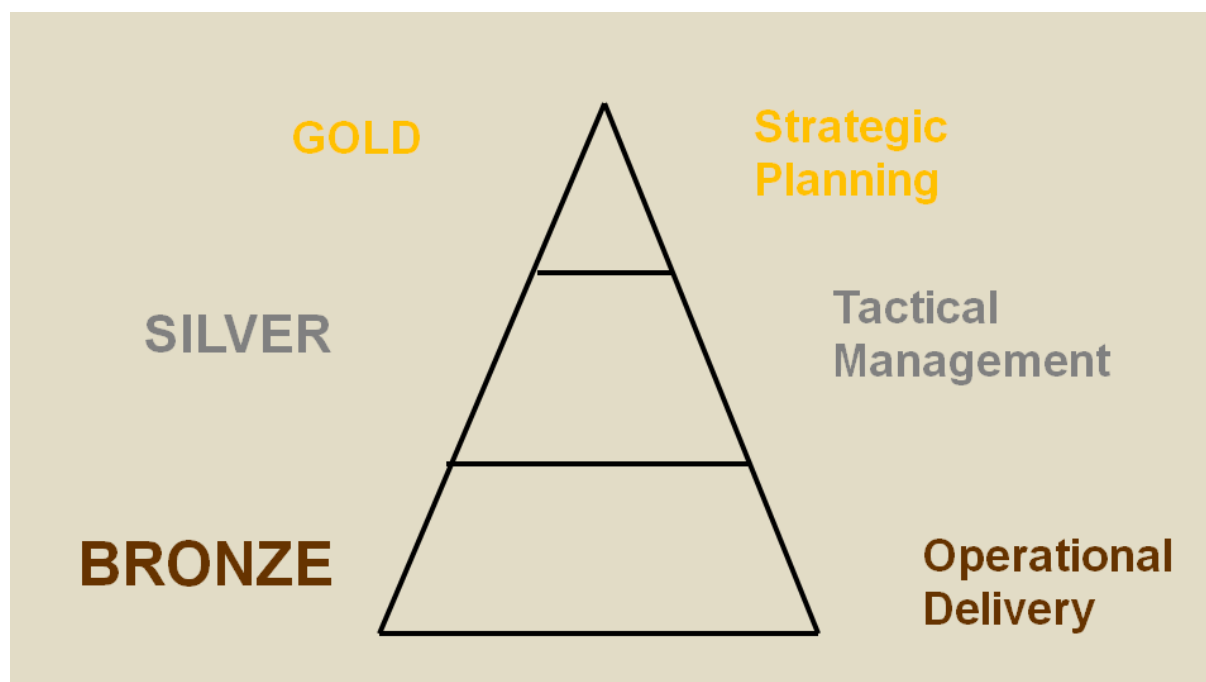 GOLD
Strategic
Planning
SILVER
Tactical
Management
BRONZE
Operational
Delivery